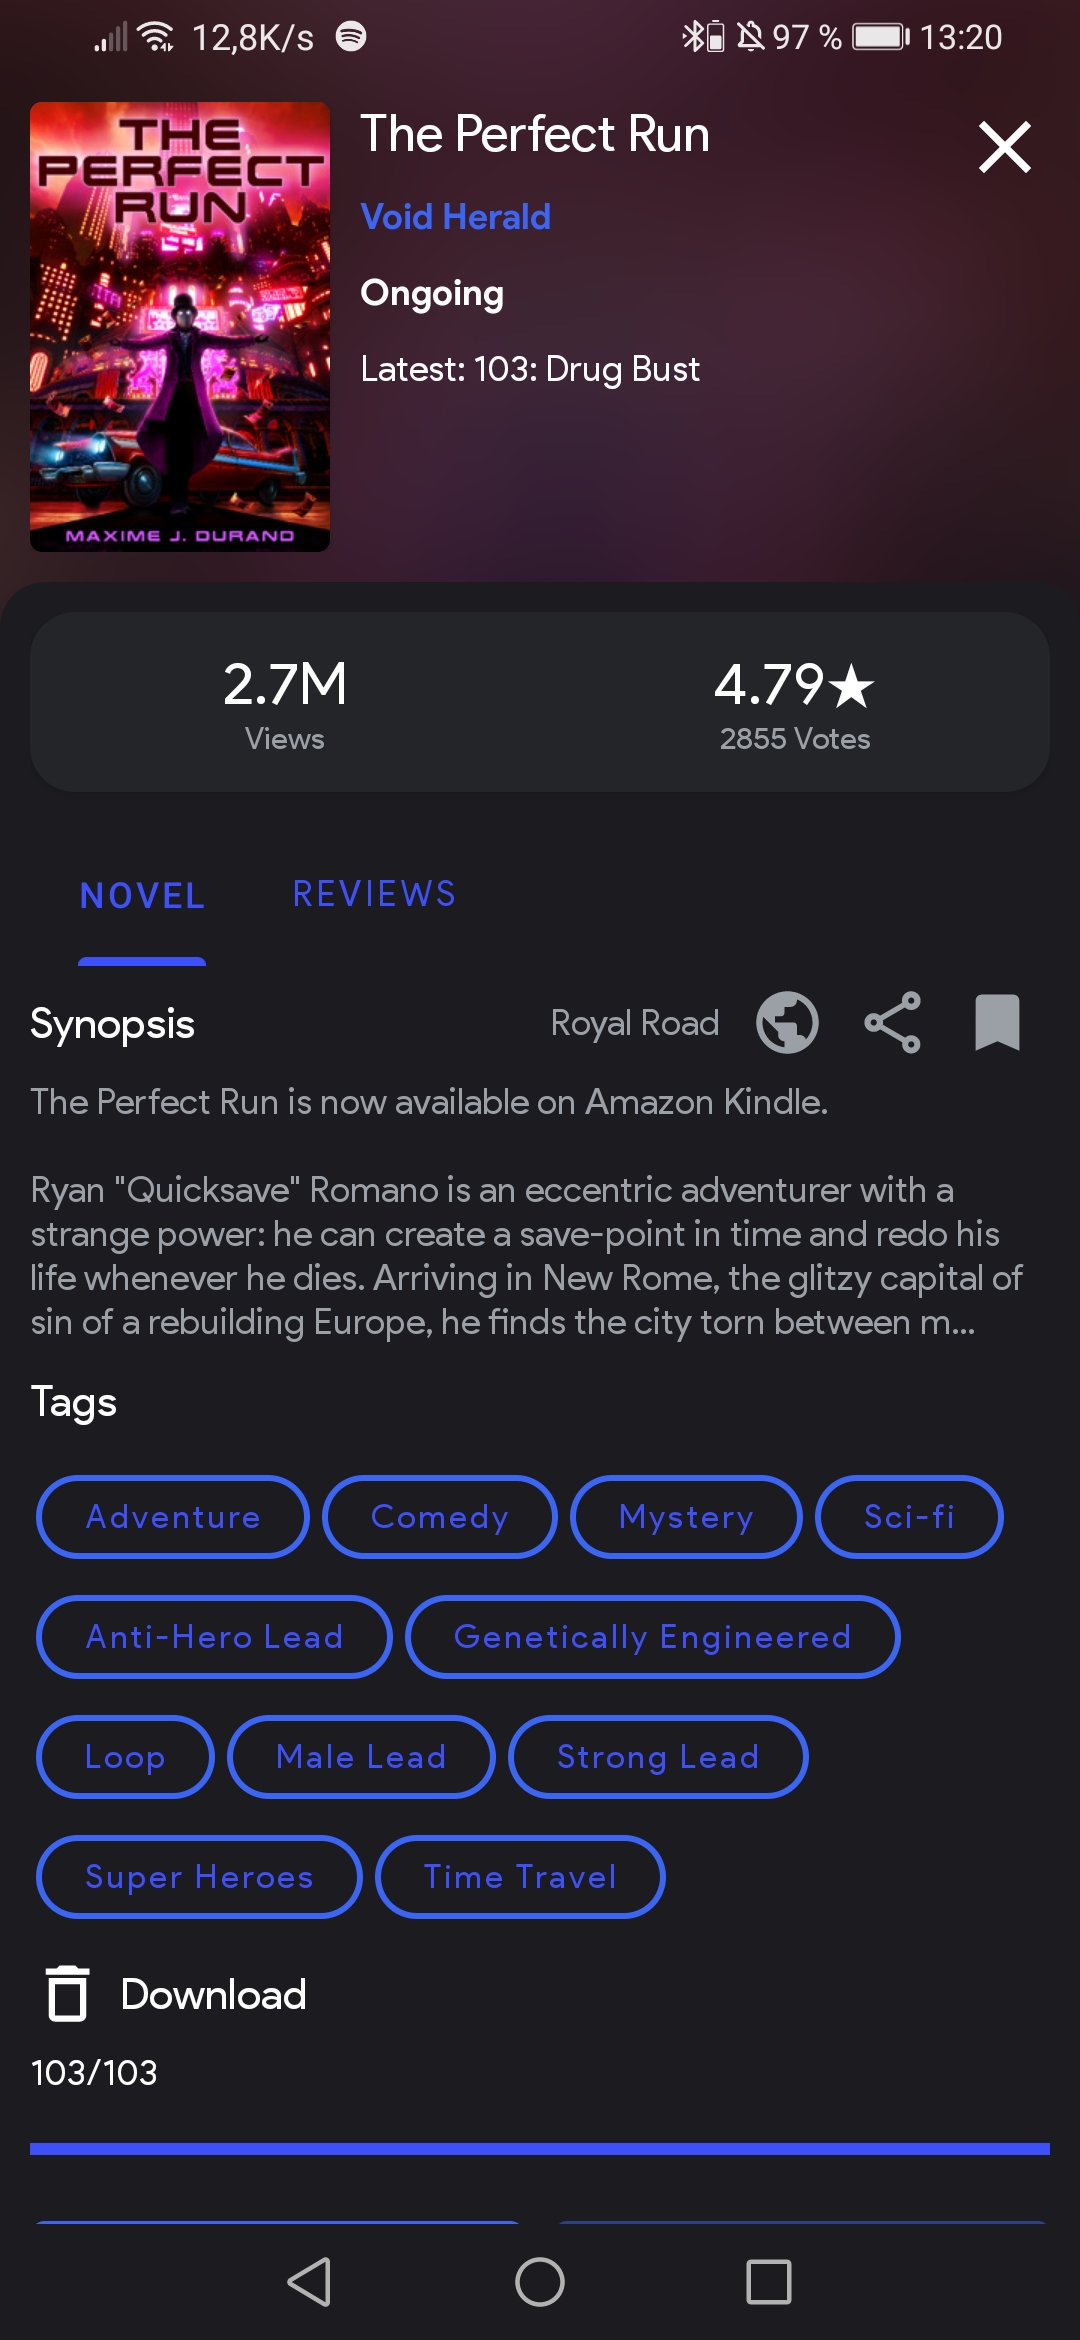 12,8K/s 97 % 13:20
THE
PERFECT
RUN
MAXIME J. DURAND
The Perfect Run
Void Herald
Ongoing
Latest: 103: Drug Bust
2.7M 4.79★
Views 2855 Votes
NOVEL REVIEWS
Synopsis Royal Road
The Perfect Run is now available on Amazon Kindle.
Ryan "Quicksave" Romano is an eccentric adventurer with a
strange power: he can create a save-point in time and redo his
life whenever he dies. Arriving in New Rome, the glitzy capital of
sin of a rebuilding Europe, he finds the city torn between m...
Tags
Adventure Comedy Mystery Sci-fi
Anti-Hero Lead Genetically Engineered
Loop Male Lead Strong Lead
Super Heroes Time Travel
Download
103/103